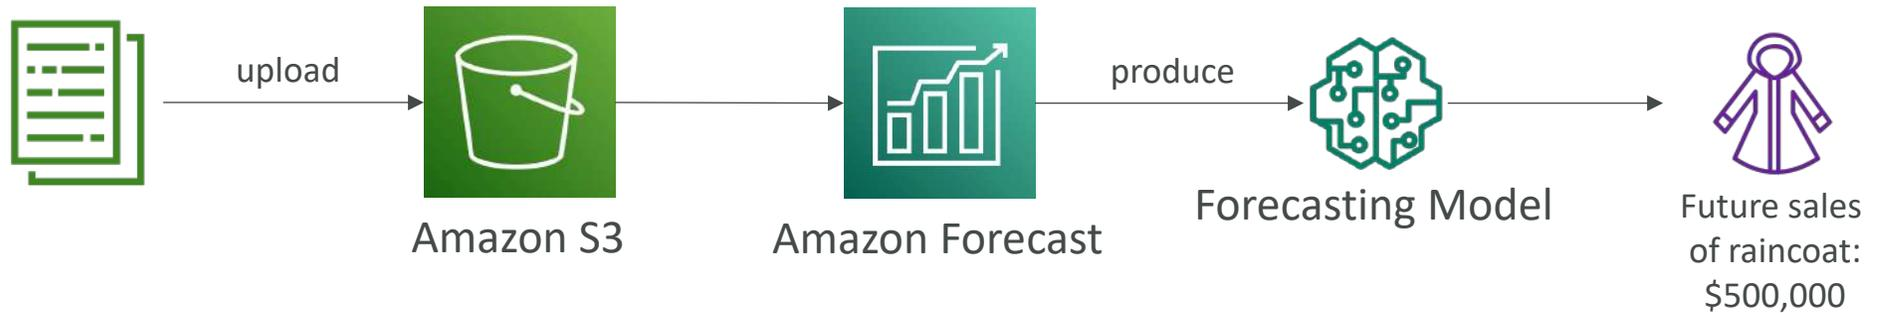 upload
Amazon S3
Amazon Forecast
produce
Forecasting Model
Future sales
of raincoat:
$500,000